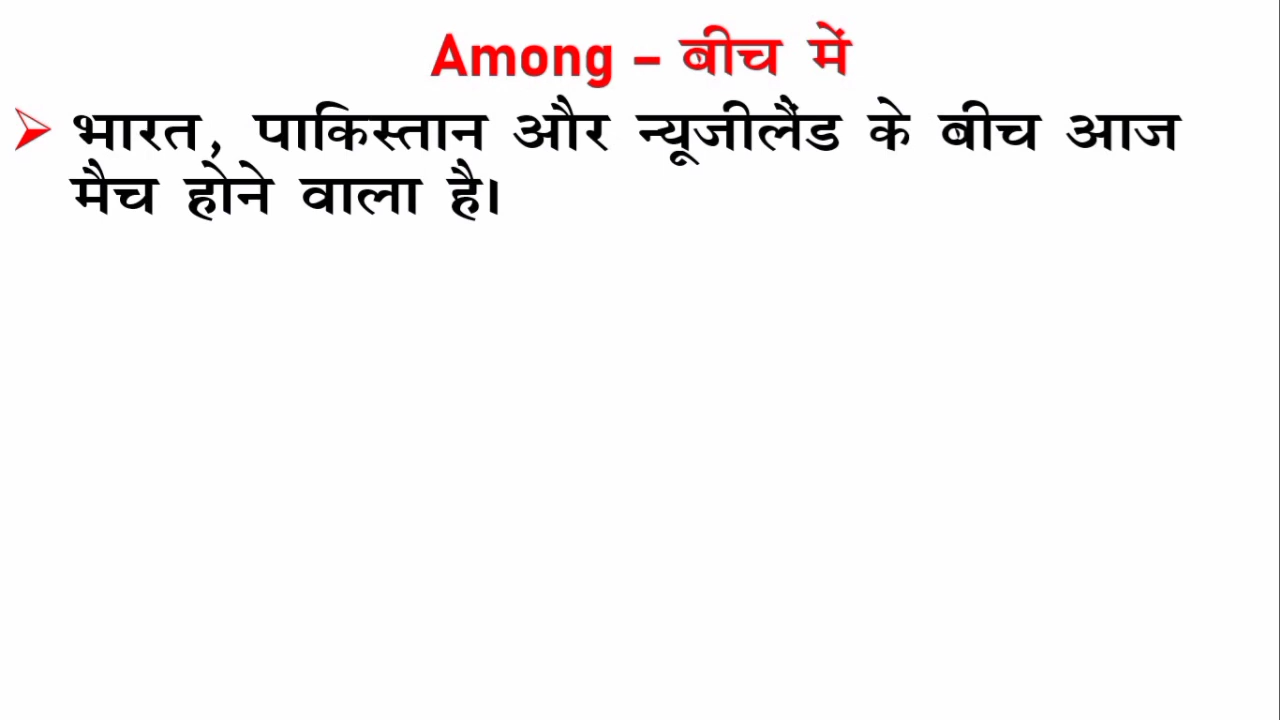 Among – बीच में
भारत, पाकिस्तान और न्यूजीलैंड के बीच आज
मैच होने वाला है।